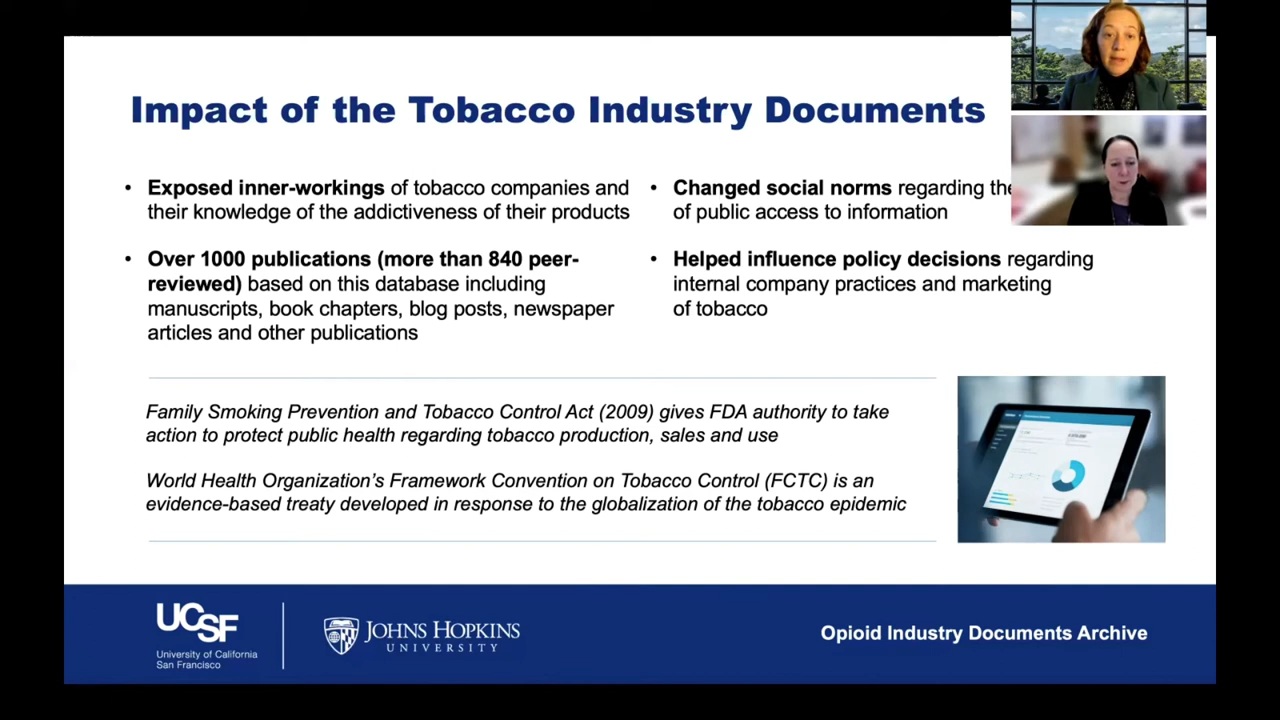 Impact of the Tobacco Industry Documents
• Exposed inner-workings of tobacco companies and
their knowledge of the addictiveness of their products
• Over 1000 publications (more than 840 peer-
reviewed) based on this database including
manuscripts, book chapters, blog posts, newspaper
articles and other publications
• Changed social norms regarding the
of public access to information
• Helped influence policy decisions regarding
internal company practices and marketing
of tobacco
Family Smoking Prevention and Tobacco Control Act (2009) gives FDA authority to take
action to protect public health regarding tobacco production, sales and use
World Health Organization's Framework Convention on Tobacco Control (FCTC) is an
evidence-based treaty developed in response to the globalization of the tobacco epidemic
UCSF
University of California
San Francisco
JOHNS HOPKINS
UNIVERSITY
Opioid Industry Documents Archive